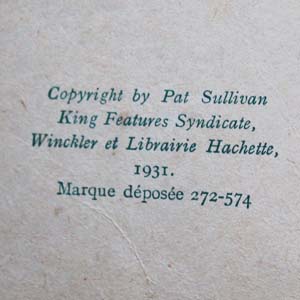 Copyright by Pat Sullivan
King Features Syndicate,
Winckler et Librairie Hachette,
1931.
Marque déposée 272-574